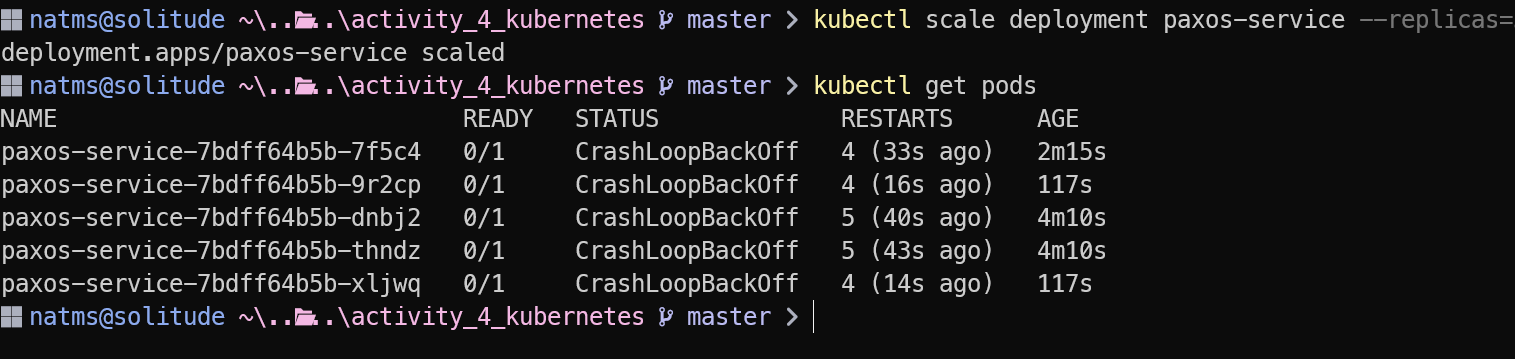 natms@solitude ~\..\..\activity_4_kubernetes master > kubectl scale deployment paxos-service --replicas=
deployment.apps/paxos-service scaled
natms@solitude ~\..\..\activity_4_kubernetes master > kubectl get pods
NAME READY STATUS RESTARTS AGE
paxos-service-7bdff64b5b-7f5c4 0/1 CrashLoopBackOff 4 (33s ago) 2m15s
paxos-service-7bdff64b5b-9r2cp 0/1 CrashLoopBackOff 4 (16s ago) 117s
paxos-service-7bdff64b5b-dnbj2 0/1 CrashLoopBackOff 5 (40s ago) 4m10s
paxos-service-7bdff64b5b-thndz 0/1 CrashLoopBackOff 5 (43s ago) 4m10s
paxos-service-7bdff64b5b-xljwq 0/1 CrashLoopBackOff 4 (14s ago) 117s
natms@solitude ~\..\..\activity_4_kubernetes master >